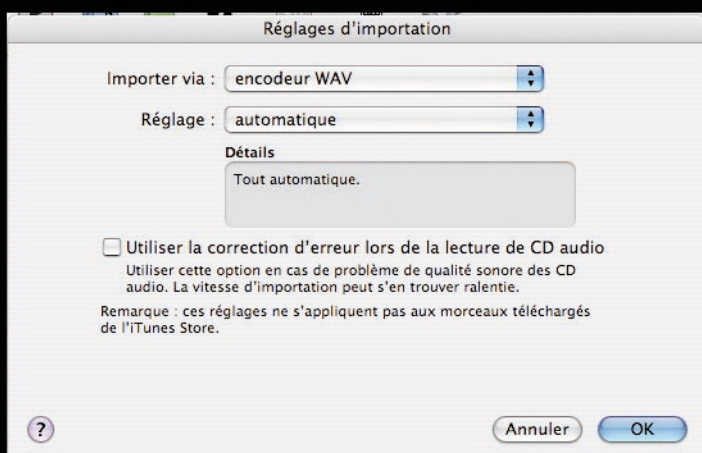 Réglages d'importation
Importer via : encodeur WAV
Réglage : automatique
Détails
Tout automatique.
Utiliser la correction d'erreur lors de la lecture de CD audio
Utiliser cette option en cas de problème de qualité sonore des CD
audio. La vitesse d'importation peut s'en trouver ralentie.
Remarque : ces réglages ne s'appliquent pas aux morceaux téléchargés
de l'iTunes Store.
?
Annuler
OK